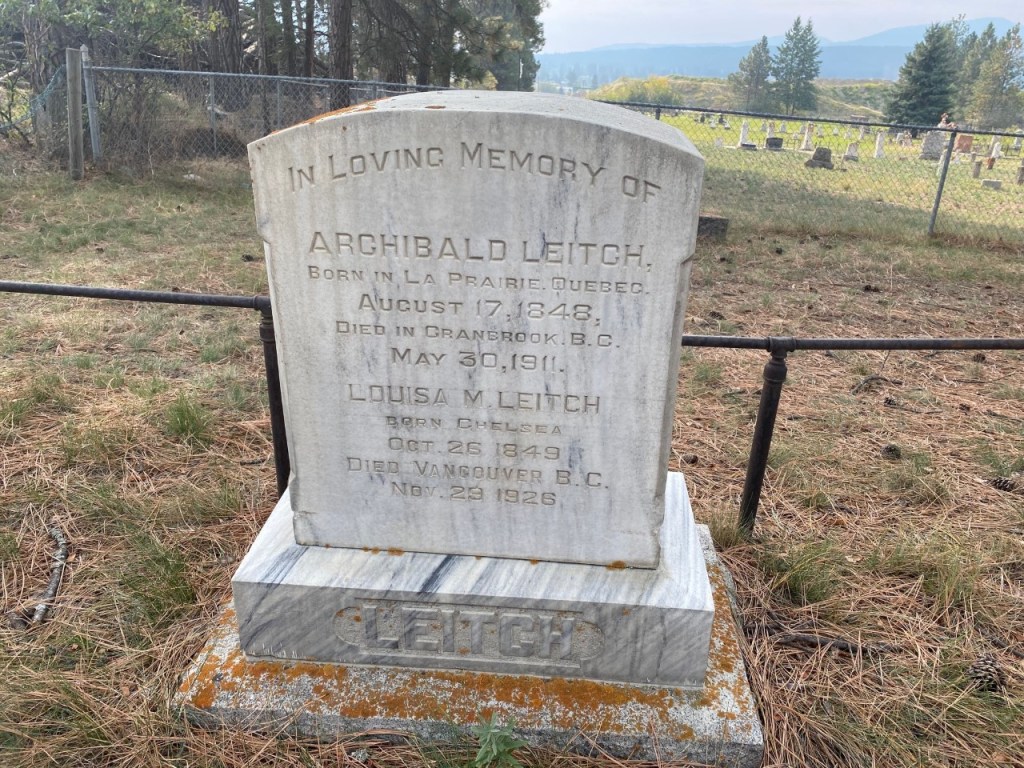 IN LOVING MEMORY OF
ARCHIBALD LEITCH,
BORN IN LA PRAIRIE, QUEBEC.
AUGUST 17, 1848;
DIED IN CRANBROOK, B.C.
MAY 30, 1911.
LOUISA M. LEITCH
BORN CHELSEA
OCT. 26 1849
DIED VANCOUVER B.C.
NOV. 29 1926
LEITCH